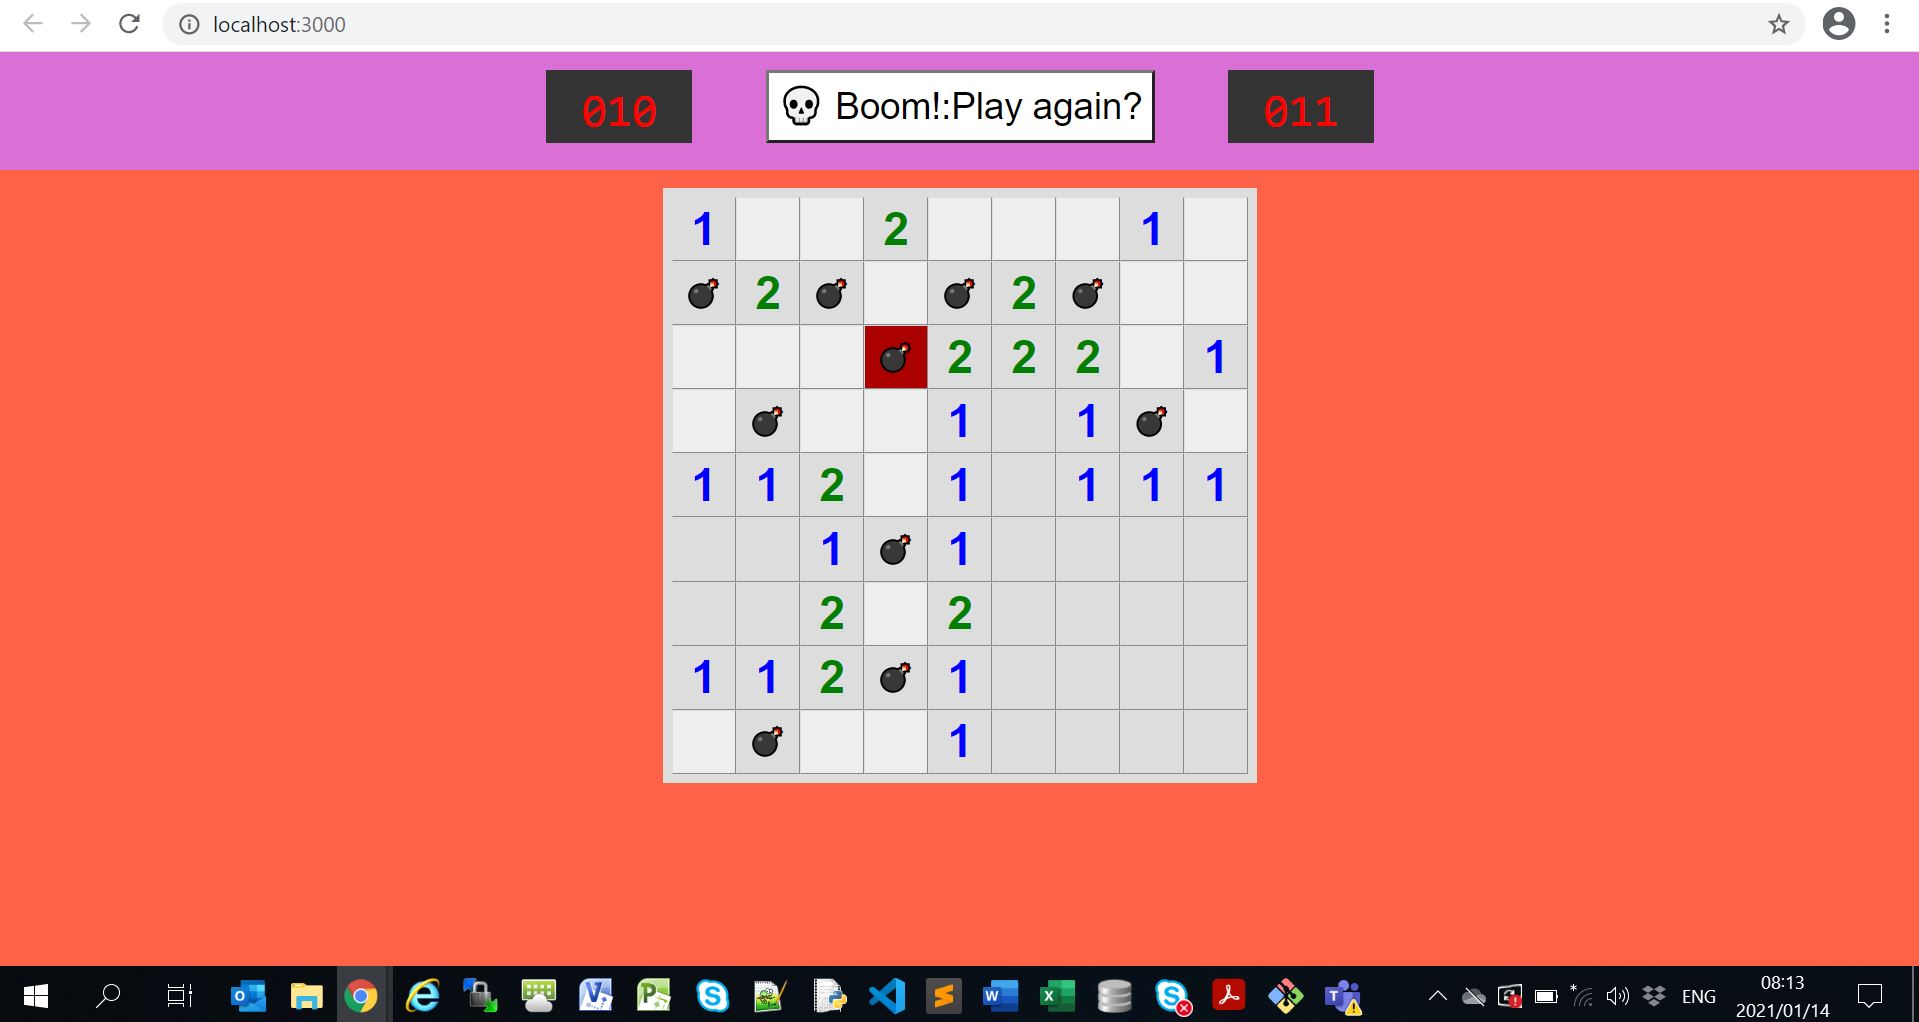 localhost:3000
010 Boom!:Play again? 011
1 2 1
2 2
2 2 2 1
1 1
1 1 2 1 1 1 1
1 1
2 2
1 1 2 1
1
ENG 08:13
2021/01/14